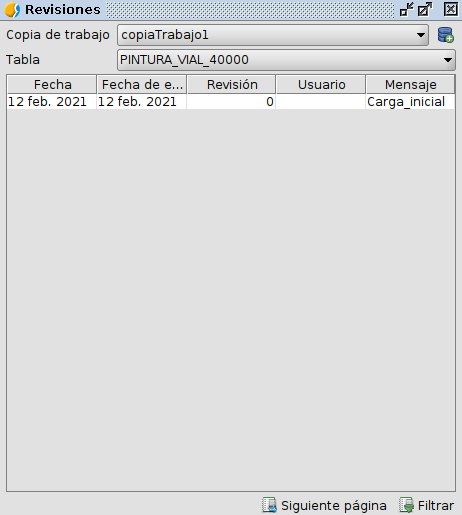 Revisiones
Copia de trabajo copiaTrabajo1
Tabla PINTURA_VIAL_40000
Fecha Fecha de e... Revisión Usuario Mensaje
12 feb. 2021 12 feb. 2021 0 Carga_inicial
Siguiente página Filtrar